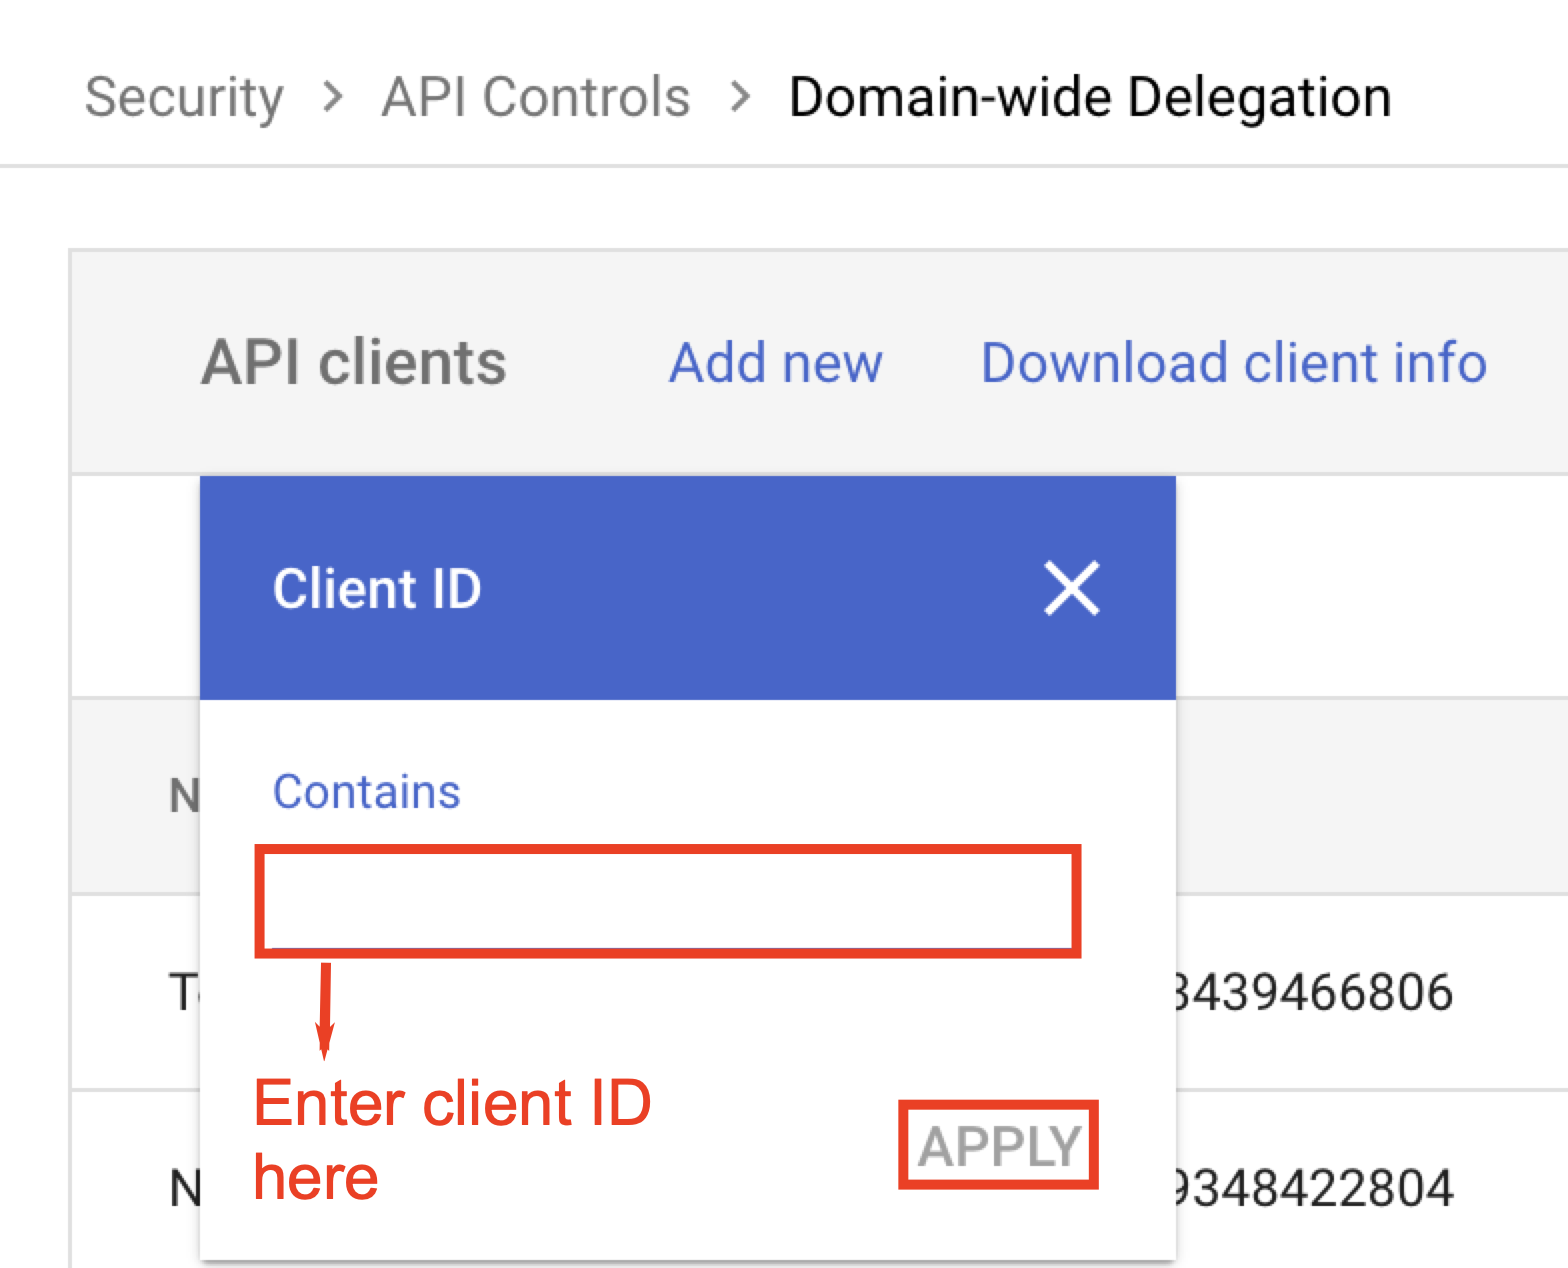 Security > API Controls > Domain-wide Delegation
API clients Add new Download client info
Client ID
Contains
3439466806
Enter client ID
here
APPLY
9348422804